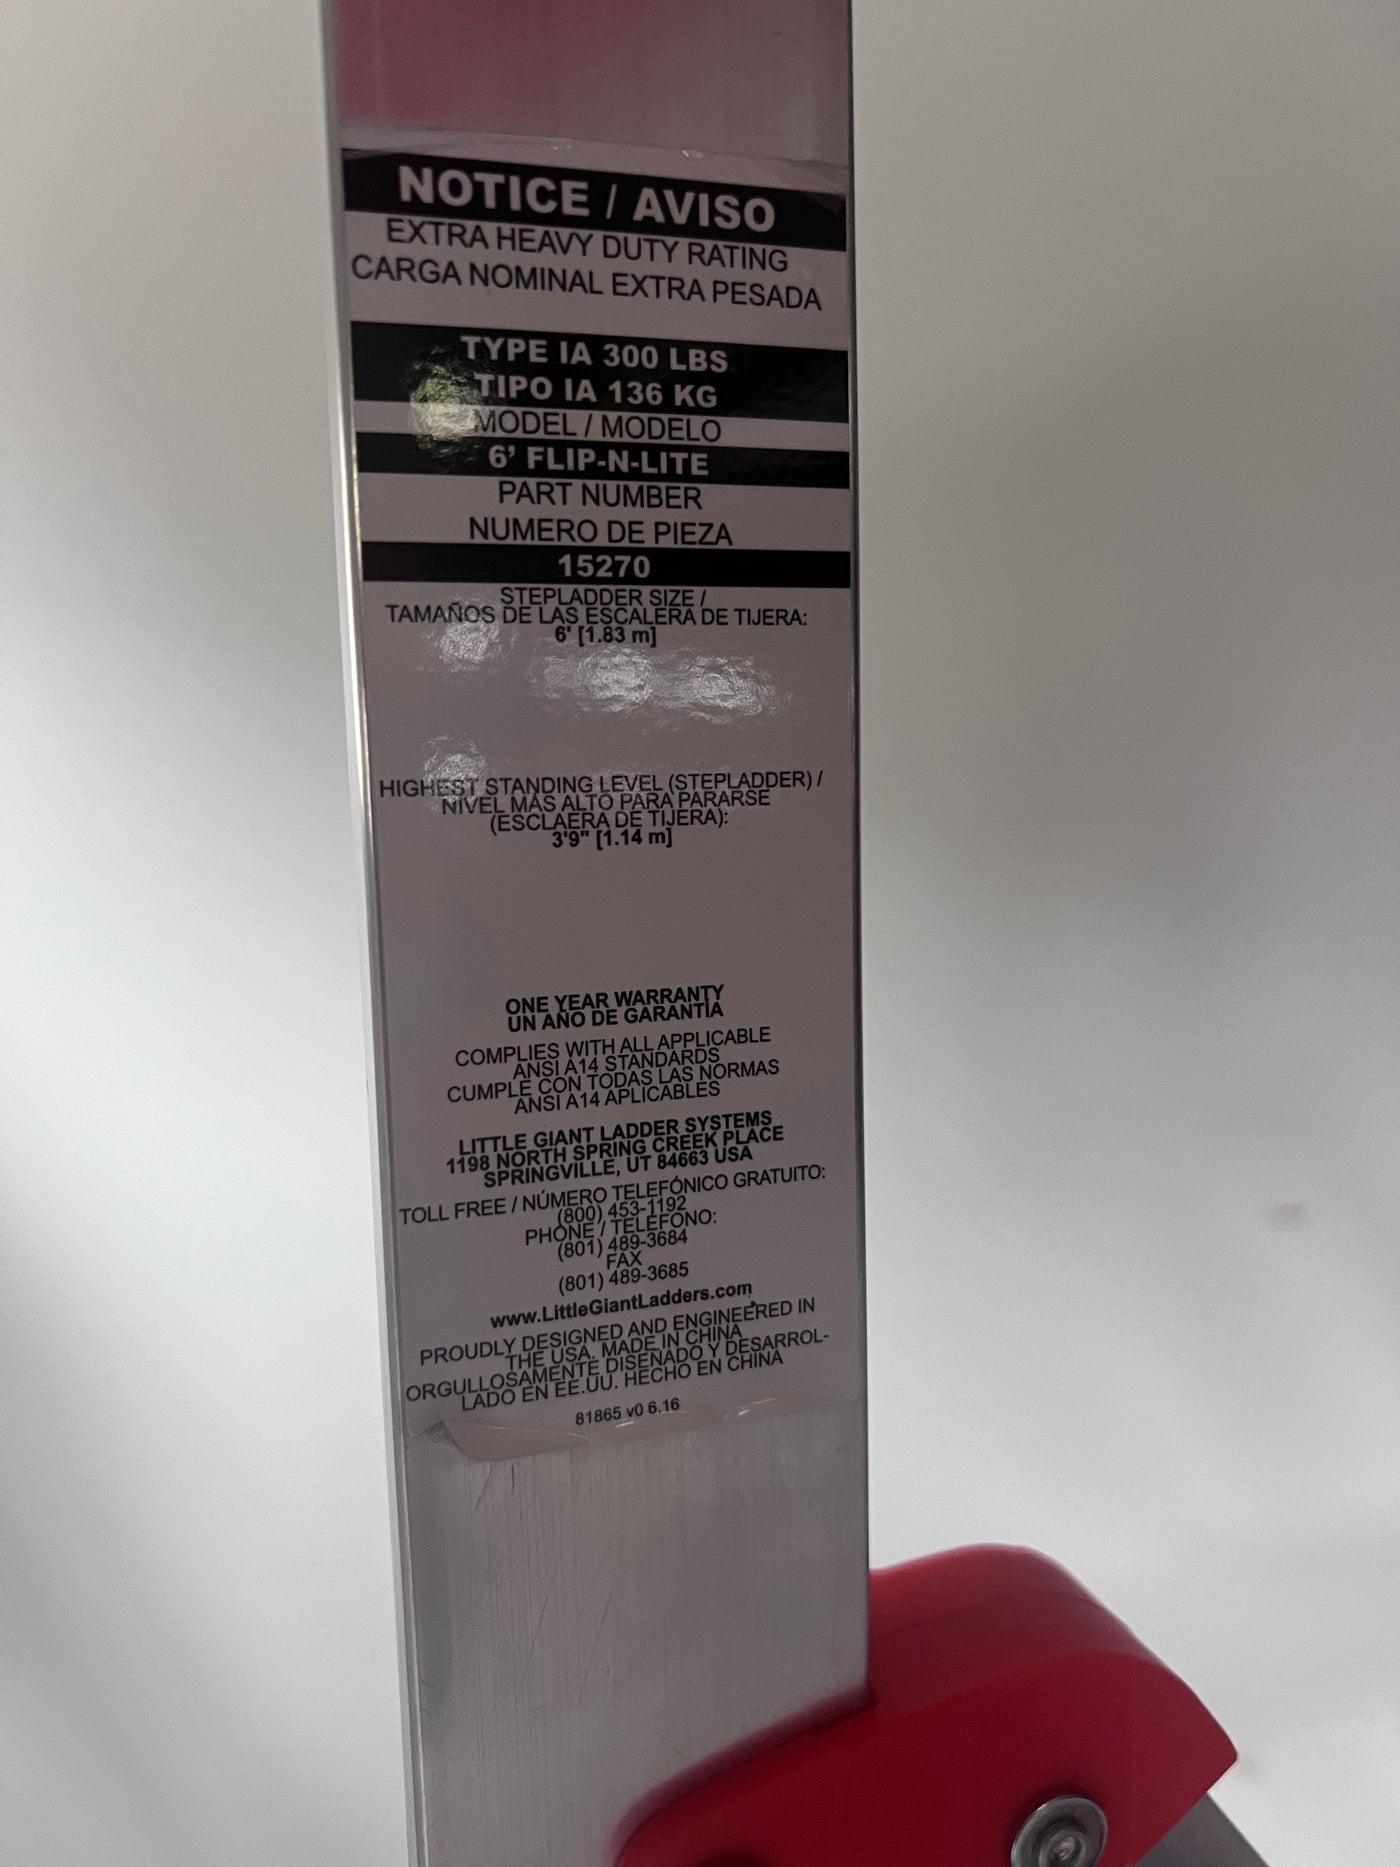 NOTICE / AVISO
EXTRA HEAVY DUTY RATING
CARGA NOMINAL EXTRA PESADA
TYPE IA 300 LBS
TIPO IA 136 KG
MODEL / MODELO
6' FLIP-N-LITE
PART NUMBER
NUMERO DE PIEZA
15270
STEPLADDER SIZE /
TAMAÑOS DE LAS ESCALERA DE TIJERA:
6' [1.83 m]
HIGHEST STANDING LEVEL (STEPLADDER) /
NIVEL MÁS ALTO PARA PARARSE
(ESCLAERA DE TIJERA):
3'9" [1.14 m]
ONE YEAR WARRANTY
UN AÑO DE GARANTÍA
COMPLIES WITH ALL APPLICABLE
ANSI A14 STANDARDS
CUMPLE CON TODAS LAS NORMAS
ANSI A14 APLICABLES
LITTLE GIANT LADDER SYSTEMS
1198 NORTH SPRING CREEK PLACE
SPRINGVILLE, UT 84663 USA
TOLL FREE / NÚMERO TELEFÓNICO GRATUITO:
(800) 453-1192
PHONE / TELÉFONO:
(801) 489-3684
FAX
(801) 489-3685
www.LittleGiantLadders.com
PROUDLY DESIGNED AND ENGINEERED IN
THE USA. MADE IN CHINA
ORGULLOSAMENTE DISEÑADO Y DESARROL-
LADO EN EE.UU. HECHO EN CHINA
81865 v0 6.16